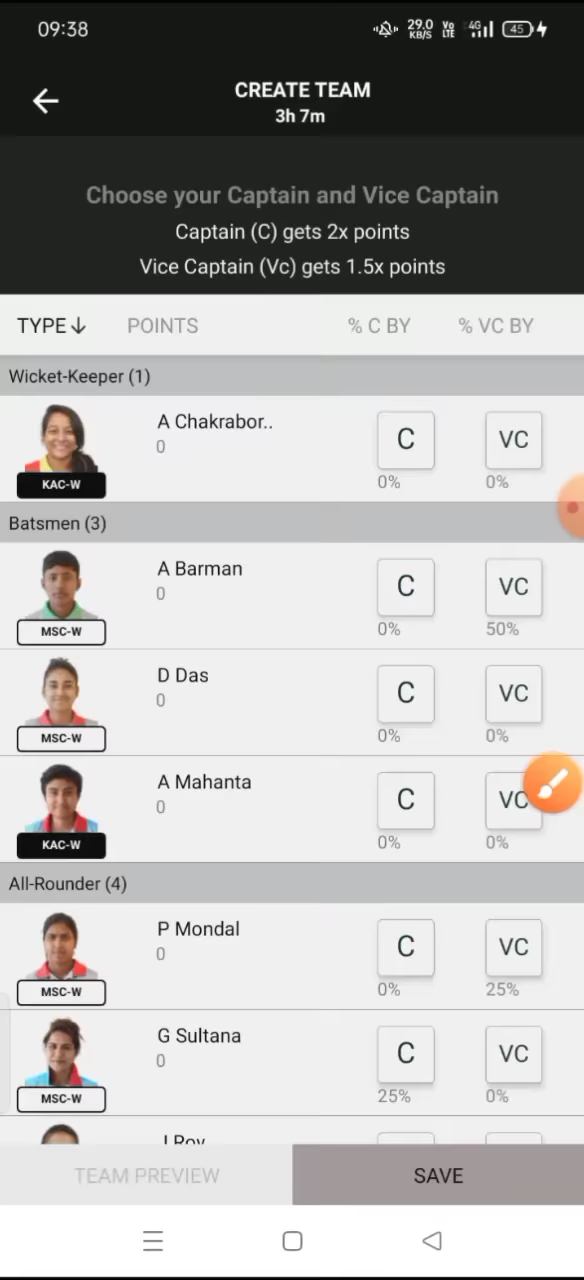 09:38
29.0 KB/S Vo LTE 4G 45
CREATE TEAM
3h 7m
Choose your Captain and Vice Captain
Captain (C) gets 2x points
Vice Captain (Vc) gets 1.5x points
TYPE↓ POINTS % C BY % VC BY
Wicket-Keeper (1)
A Chakrabor..
0
C VC
KAC-W
0% 0%
Batsmen (3)
A Barman
0
C VC
MSC-W
0% 50%
D Das
0
C VC
MSC-W
0% 0%
A Mahanta
0
C VC
KAC-W
0% 0%
All-Rounder (4)
P Mondal
0
C VC
MSC-W
0% 25%
G Sultana
0
C VC
MSC-W
25% 0%
J Roy
TEAM PREVIEW SAVE